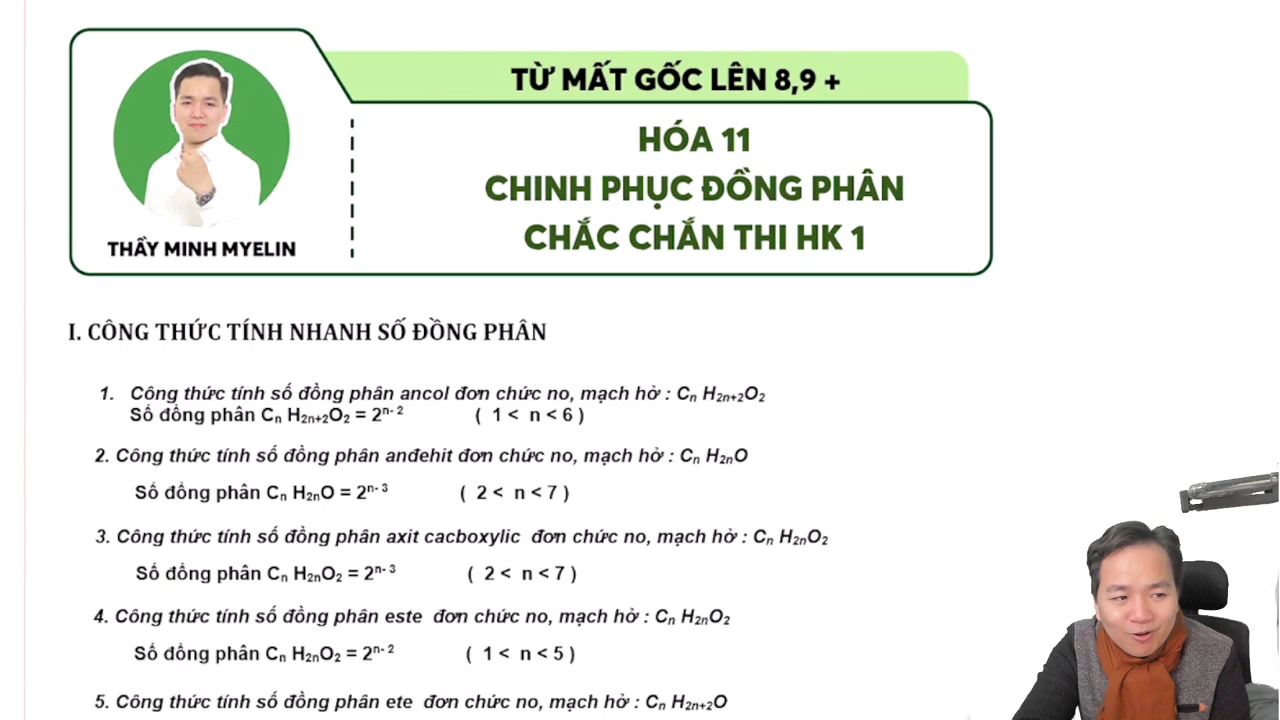 TỪ MẤT GỐC LÊN 8,9 +
HÓA 11
CHINH PHỤC ĐỒNG PHÂN
CHẮC CHẮN THI HK 1
THẦY MINH MYELIN
I. CÔNG THỨC TÍNH NHANH SỐ ĐỒNG PHÂN
1. Công thức tính số đồng phân ancol đơn chức no, mạch hở : Cₙ H₂ₙ₊₂O₂
Số đồng phân Cₙ H₂ₙ₊₂O₂ = 2ⁿ⁻² ( 1 < n < 6 )
2. Công thức tính số đồng phân anđehit đơn chức no, mạch hở : Cₙ H₂ₙO
Số đồng phân Cₙ H₂ₙO = 2ⁿ⁻³ ( 2 < n < 7 )
3. Công thức tính số đồng phân axit cacboxylic đơn chức no, mạch hở : Cₙ H₂ₙO₂
Số đồng phân Cₙ H₂ₙO₂ = 2ⁿ⁻³ ( 2 < n < 7 )
4. Công thức tính số đồng phân este đơn chức no, mạch hở : Cₙ H₂ₙO₂
Số đồng phân Cₙ H₂ₙO₂ = 2ⁿ⁻² ( 1 < n < 5 )
5. Công thức tính số đồng phân ete đơn chức no, mạch hở : Cₙ H₂ₙ₊₂O